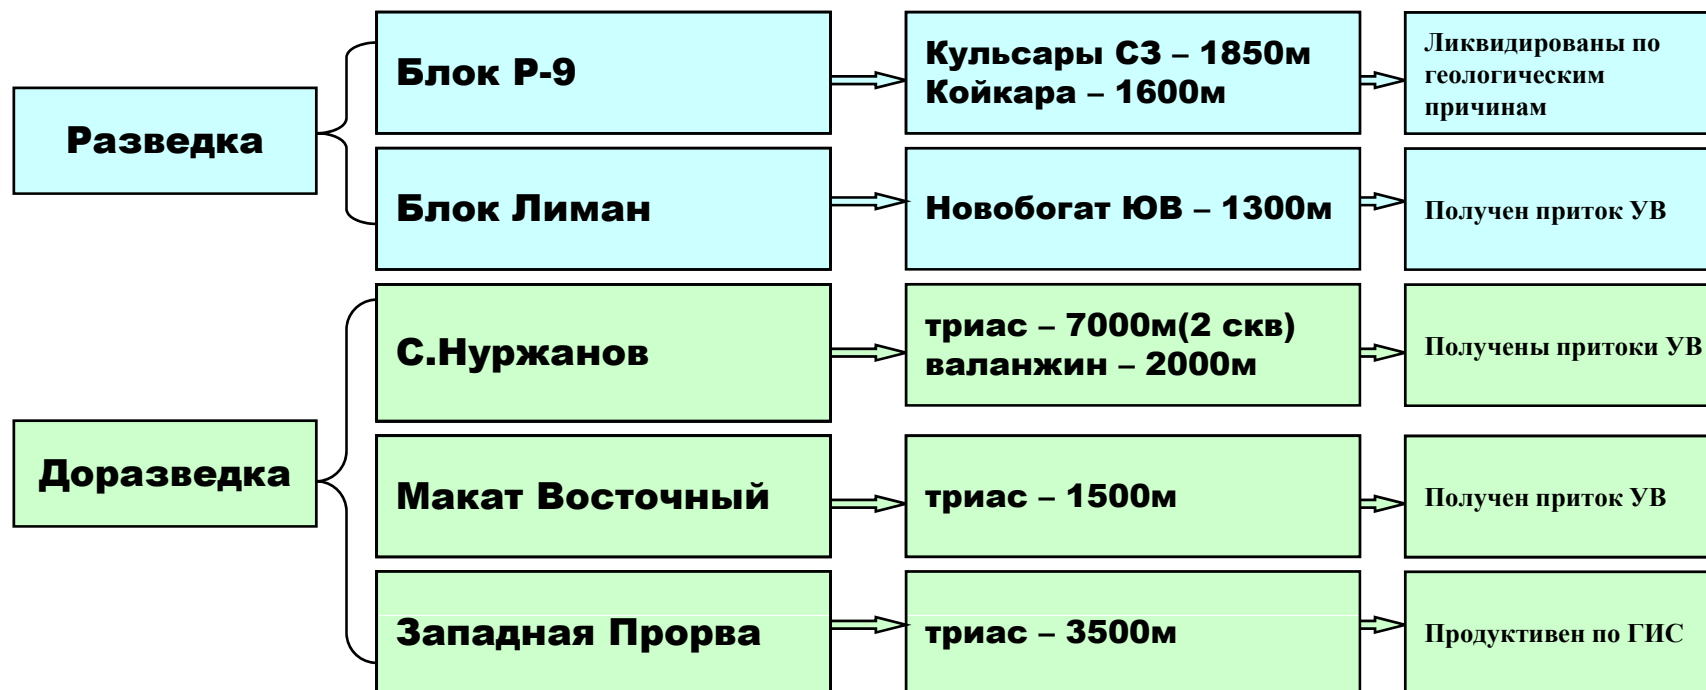 Разведка
Блок Р-9
Кульсары СЗ – 1850м
Койкара – 1600м
Ликвидированы по
геологическим
причинам
Блок Лиман
Новобогат ЮВ – 1300м
Получен приток УВ
Доразведка
С.Нуржанов
триас – 7000м(2 скв)
валанжин – 2000м
Получены притоки УВ
Макат Восточный
триас – 1500м
Получен приток УВ
Западная Прорва
триас – 3500м
Продуктивен по ГИС